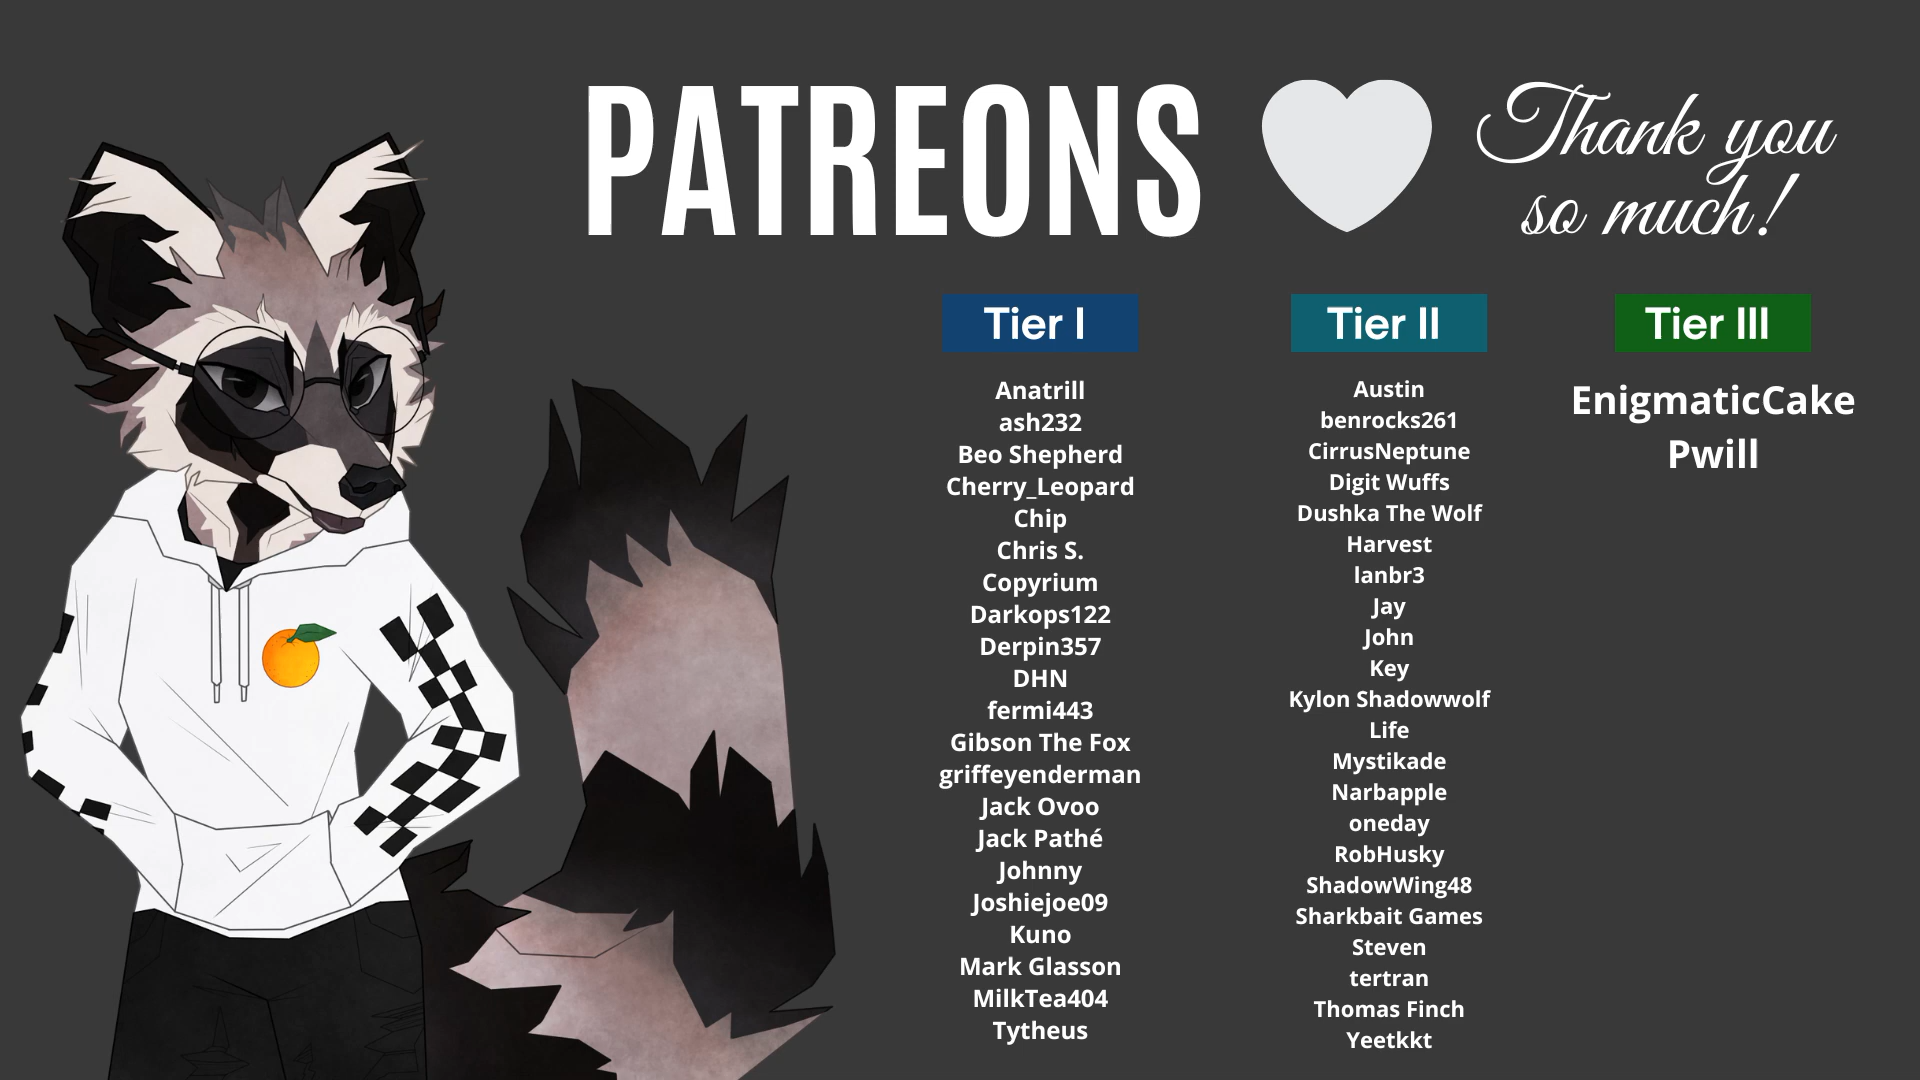 PATREONS
Thank you
so much!
Tier I
Anatrill
ash232
Beo Shepherd
Cherry_Leopard
Chip
Chris S.
Copyrium
Darkops122
Derpin357
DHN
fermi443
Gibson The Fox
griffeyenderman
Jack Ovoo
Jack Pathé
Johnny
Joshiejoe09
Kuno
Mark Glasson
MilkTea404
Tytheus
Tier II
Austin
benrocks261
CirrusNeptune
Digit Wuffs
Dushka The Wolf
Harvest
lanbr3
Jay
John
Key
Kylon Shadowwolf
Life
Mystikade
Narbapple
oneday
RobHusky
ShadowWing48
Sharkbait Games
Steven
tertran
Thomas Finch
Yeetkkt
Tier III
EnigmaticCake
Pwill